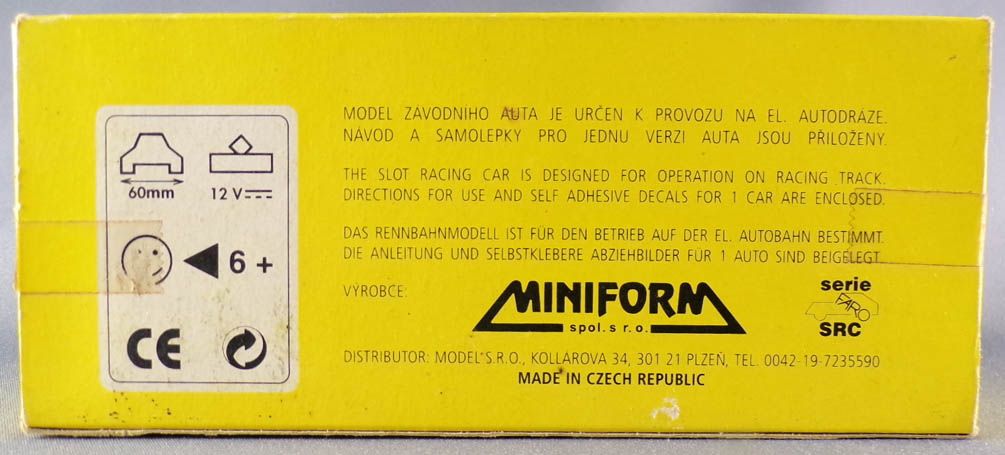 MODEL ZÁVODNIHO AUTA JE URČEN K PROVOZU NA EL. AUTODRÁZE.
NÁVOD A SAMOLEPKY PRO JEDNU VERZI AUTA JSOU PŘILOŽENY.
THE SLOT RACING CAR IS DESIGNED FOR OPERATION ON RACING TRACK.
DIRECTIONS FOR USE AND SELF ADHESIVE DECALS FOR 1 CAR ARE ENCLOSED.
DAS RENNBAHNMODELL IST FÜR DEN BETRIEB AUF DER EL. AUTOBAHN BESTIMMT.
DIE ANLEITUNG UND SELBSTKLEBERE ABZIEHBILDER FÜR 1 AUTO SIND BEIGELEGT.
VÝROBCE:
MINIFORM
spol. s r. o.
serie
FARO
SRC
DISTRIBUTOR: MODEL S.R.O., KOLLÁROVA 34, 301 21 PLZEŇ, TEL. 0042-19-7235590
MADE IN CZECH REPUBLIC
60mm
12 V
6 +
CE